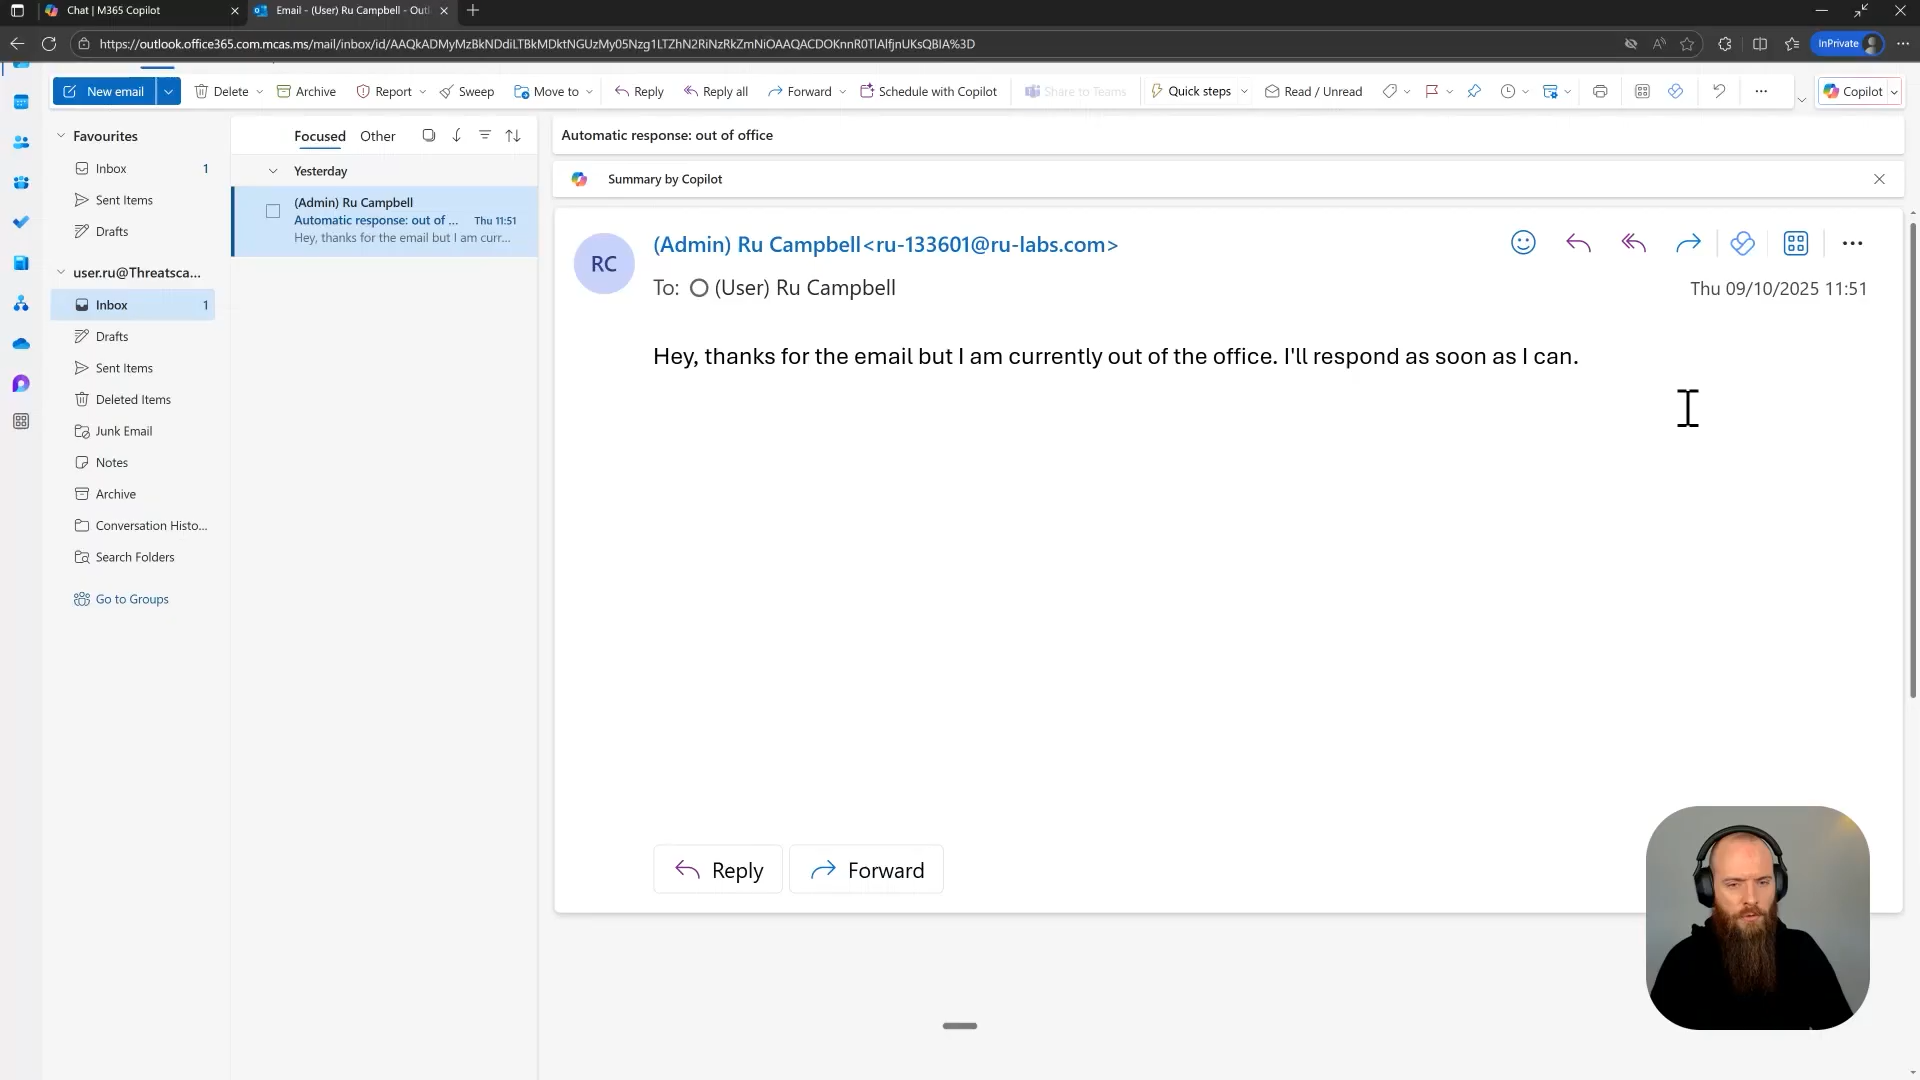 Chat | M365 Copilot
Email - (User) Ru Campbell - Outl
https://outlook.office365.com.mcas.ms/mail/inbox/id/AAQkADMyMzBkNDdiLTBkMDktNGUzMy05Nzg1LTZhN2RiNzRkZmNiOAAQACDOKnnR0TlAlfjnUKsQBIA%3D
InPrivate
New email
Delete
Archive
Report
Sweep
Move to
Reply
Reply all
Forward
Schedule with Copilot
Share to Teams
Quick steps
Read / Unread
Copilot
Favourites
Inbox 1
Sent Items
Drafts
user.ru@Threatsca...
Inbox 1
Drafts
Sent Items
Deleted Items
Junk Email
Notes
Archive
Conversation Histo...
Search Folders
Go to Groups
Focused Other
Yesterday
(Admin) Ru Campbell
Automatic response: out of ... Thu 11:51
Hey, thanks for the email but I am curr...
Automatic response: out of office
Summary by Copilot
RC
(Admin) Ru Campbell<ru-133601@ru-labs.com>
To: (User) Ru Campbell
Thu 09/10/2025 11:51
Hey, thanks for the email but I am currently out of the office. I'll respond as soon as I can.
Reply
Forward